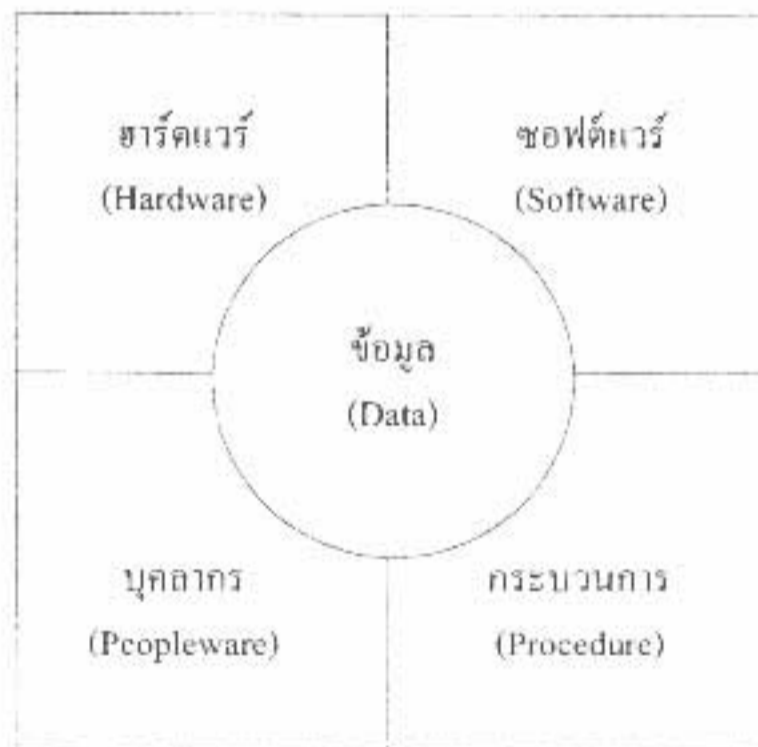 ฮาร์ดแวร์
(Hardware)
ซอฟต์แวร์
(Software)
ข้อมูล
(Data)
บุคลากร
(Peopleware)
กระบวนการ
(Procedure)